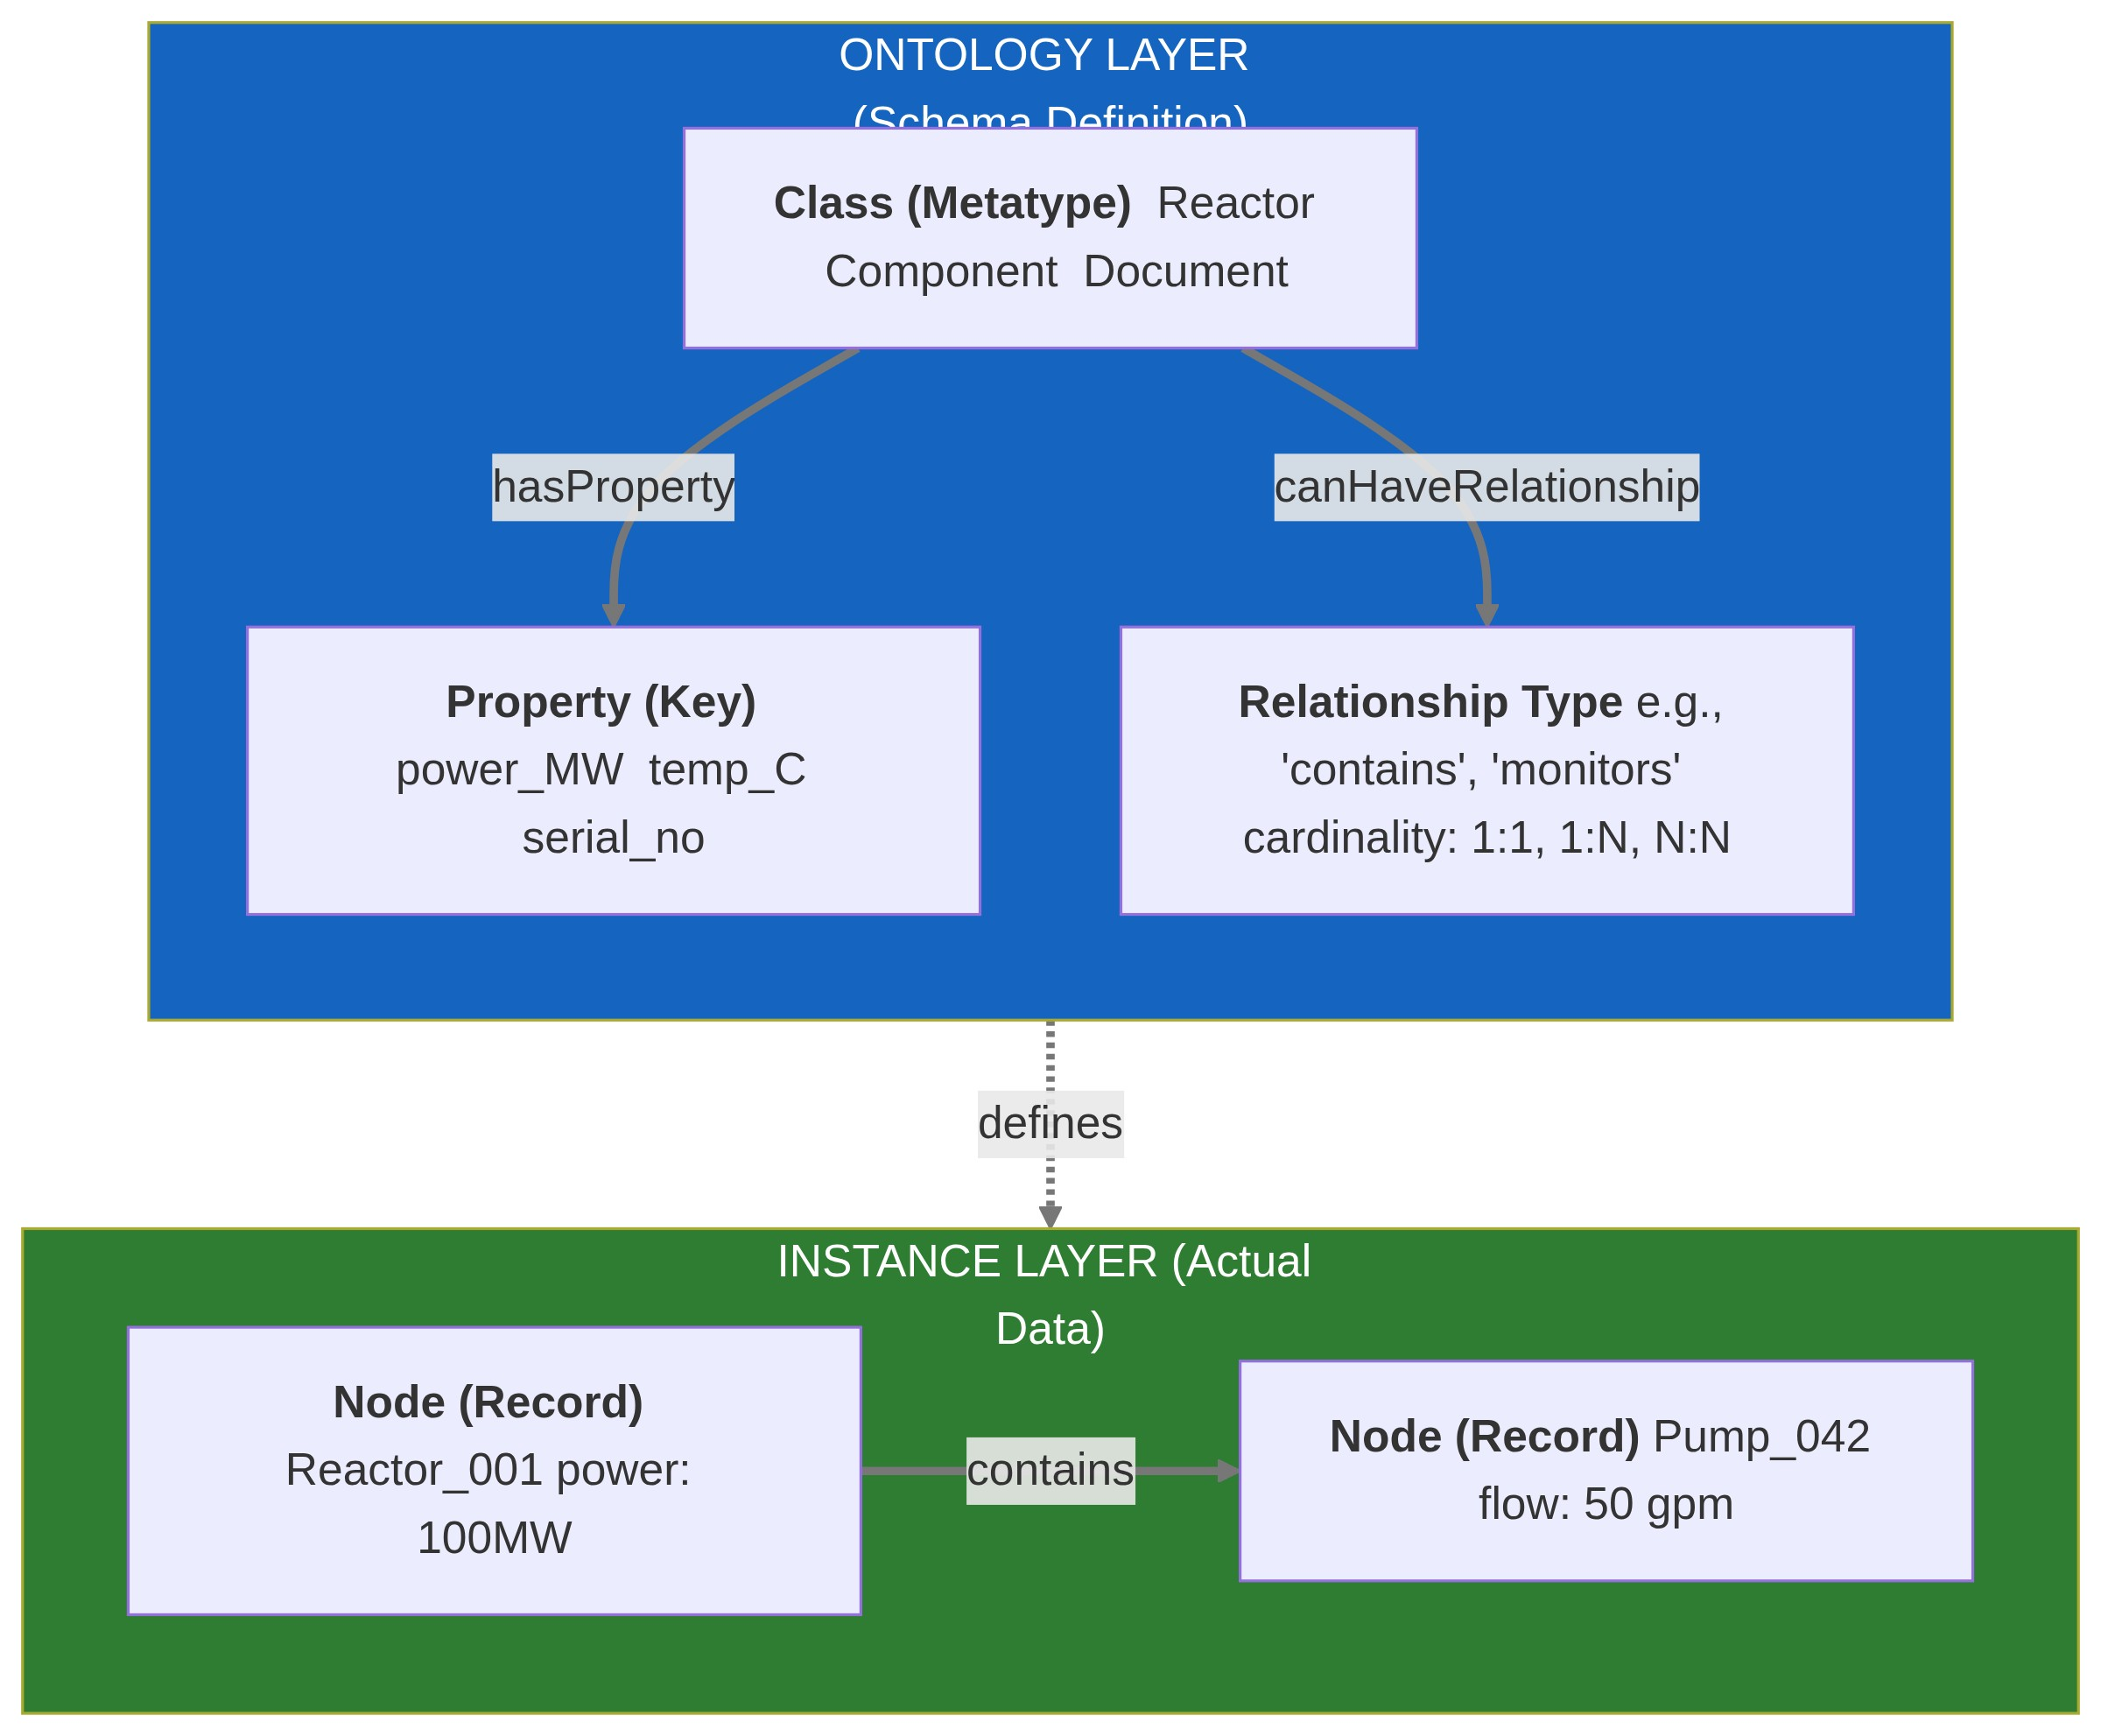 ONTOLOGY LAYER
(Schema Definition)
Class (Metatype) Reactor
Component Document
hasProperty
canHaveRelationship
Property (Key)
power_MW temp_C
serial_no
Relationship Type e.g.,
'contains', 'monitors'
cardinality: 1:1, 1:N, N:N
defines
INSTANCE LAYER (Actual
Data)
Node (Record)
Reactor_001 power:
100MW
contains
Node (Record) Pump_042
flow: 50 gpm